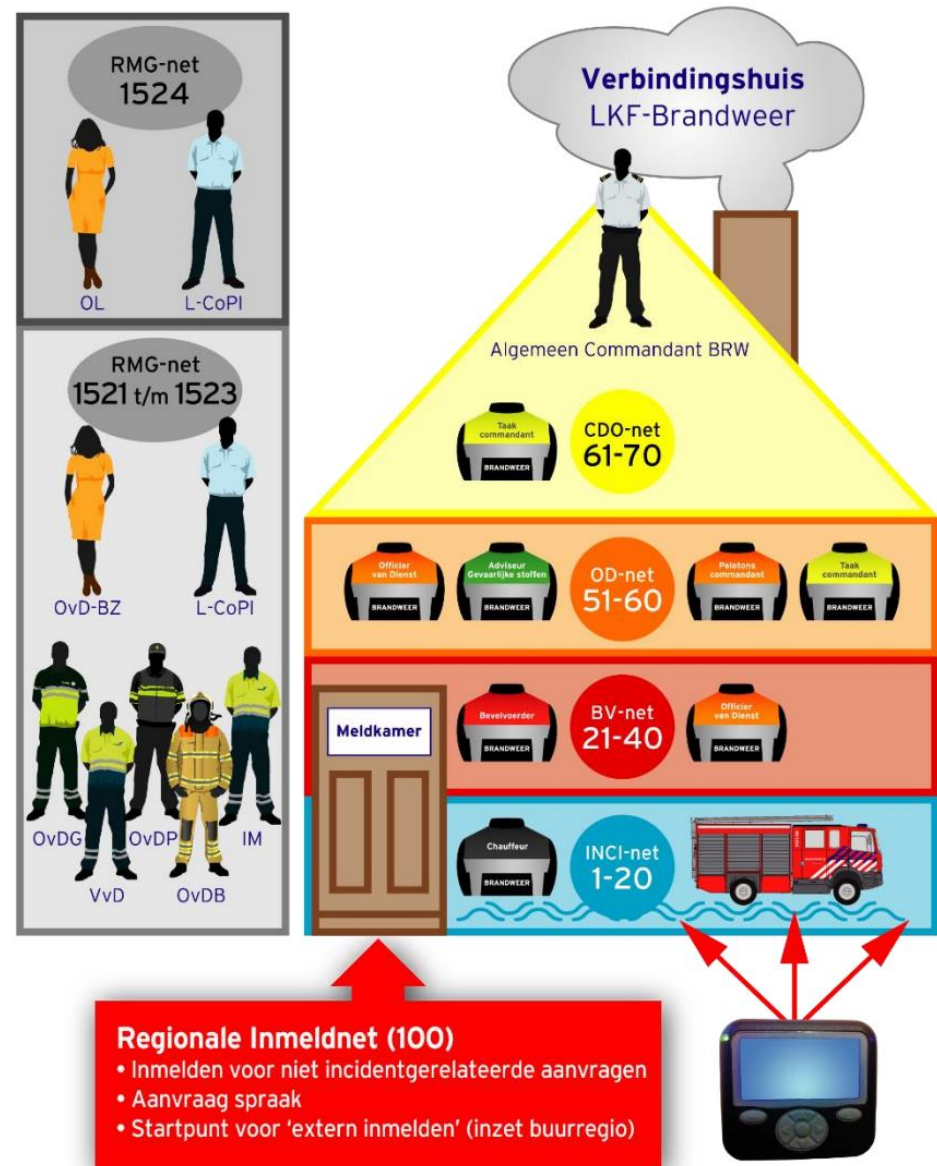 RMG-net
1524
OL
L-CoPI
RMG-net
1521 t/m 1523
OvD-BZ
L-CoPI
OvDG
OvDP
IM
VvD
OvDB
Verbindingshuis
LKF-Brandweer
Algemeen Commandant BRW
Taak
commandant
BRANDWEER
CDO-net
61-70
Officier
van Dienst
BRANDWEER
Adviseur
Gevaarlijke stoffen
BRANDWEER
OD-net
51-60
Pelotons
commandant
BRANDWEER
Taak
commandant
BRANDWEER
Meldkamer
Bevelvoerder
BRANDWEER
BV-net
21-40
Officier
van Dienst
BRANDWEER
Chauffeur
BRANDWEER
INCI-net
1-20
Regionale Inmeldnet (100)
• Inmelden voor niet incidentgerelateerde aanvragen
• Aanvraag spraak
• Startpunt voor ‘extern inmelden’ (inzet buurregio)